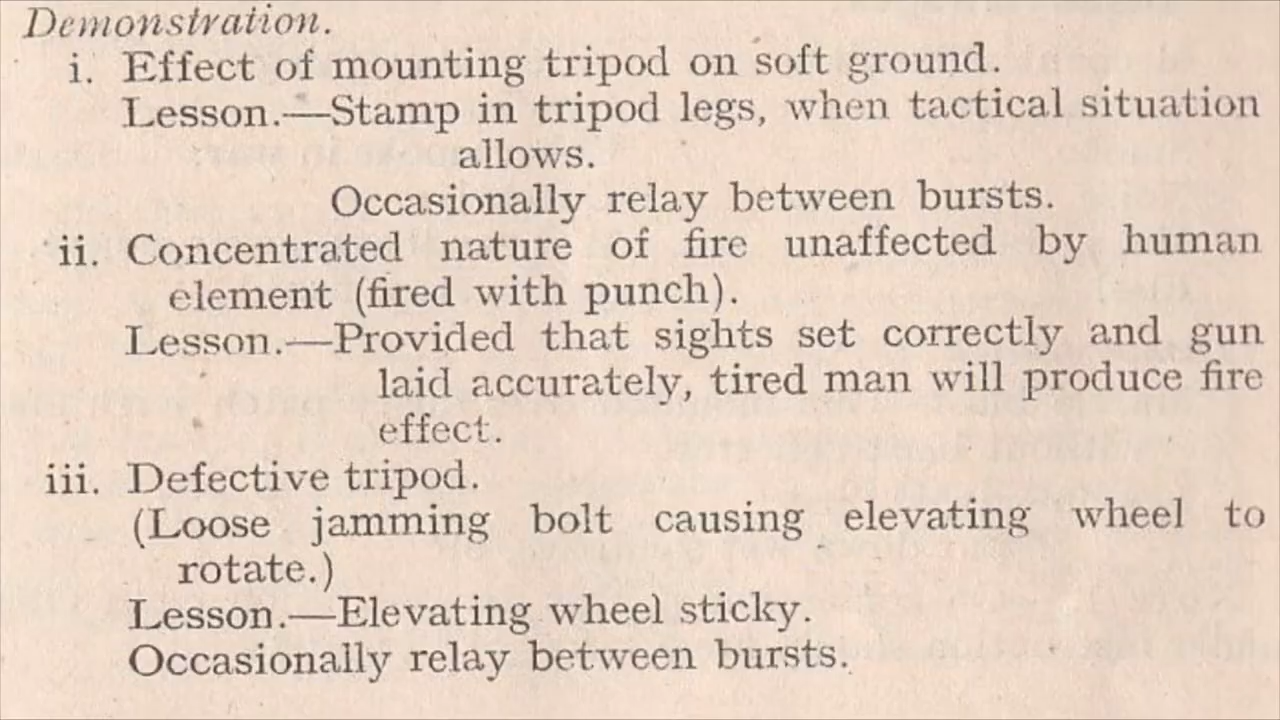 Demonstration.
i. Effect of mounting tripod on soft ground.
Lesson.—Stamp in tripod legs, when tactical situation
allows.
Occasionally relay between bursts.
ii. Concentrated nature of fire unaffected by human
element (fired with punch).
Lesson.—Provided that sights set correctly and gun
laid accurately, tired man will produce fire
effect.
iii. Defective tripod.
(Loose jamming bolt causing elevating wheel to
rotate.)
Lesson.—Elevating wheel sticky.
Occasionally relay between bursts.